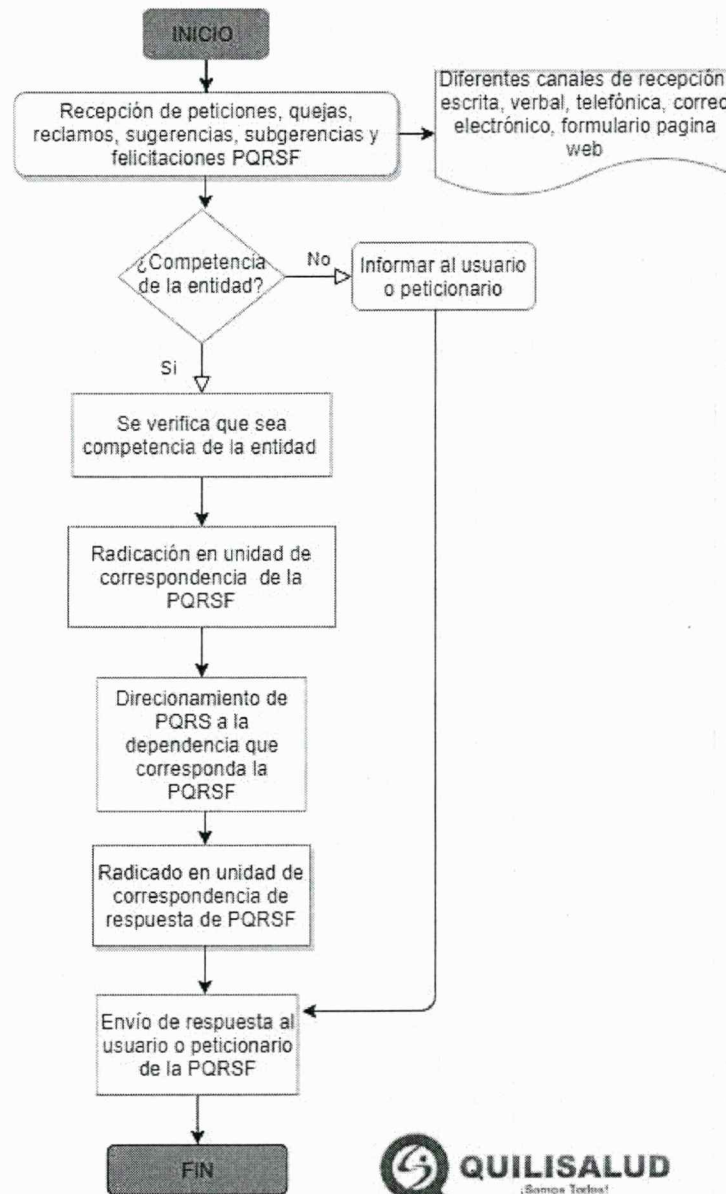 INICIO
Recepción de peticiones, quejas,
reclamos, sugerencias, subgerencias y
felicitaciones PQRSF
Diferentes canales de recepción
escrita, verbal, telefónica, correo
electrónico, formulario pagina
web
¿Competencia
de la entidad?
No
Informar al usuario
o peticionario
Si
Se verifica que sea
competencia de la entidad
Radicación en unidad de
correspondencia de la
PQRSF
Direcionamiento de
PQRS a la
dependencia que
corresponda la
PQRSF
Radicado en unidad de
correspondencia de
respuesta de PQRSF
Envío de respuesta al
usuario o peticionario
de la PQRSF
FIN
QUILISALUD
¡Somos Todos!